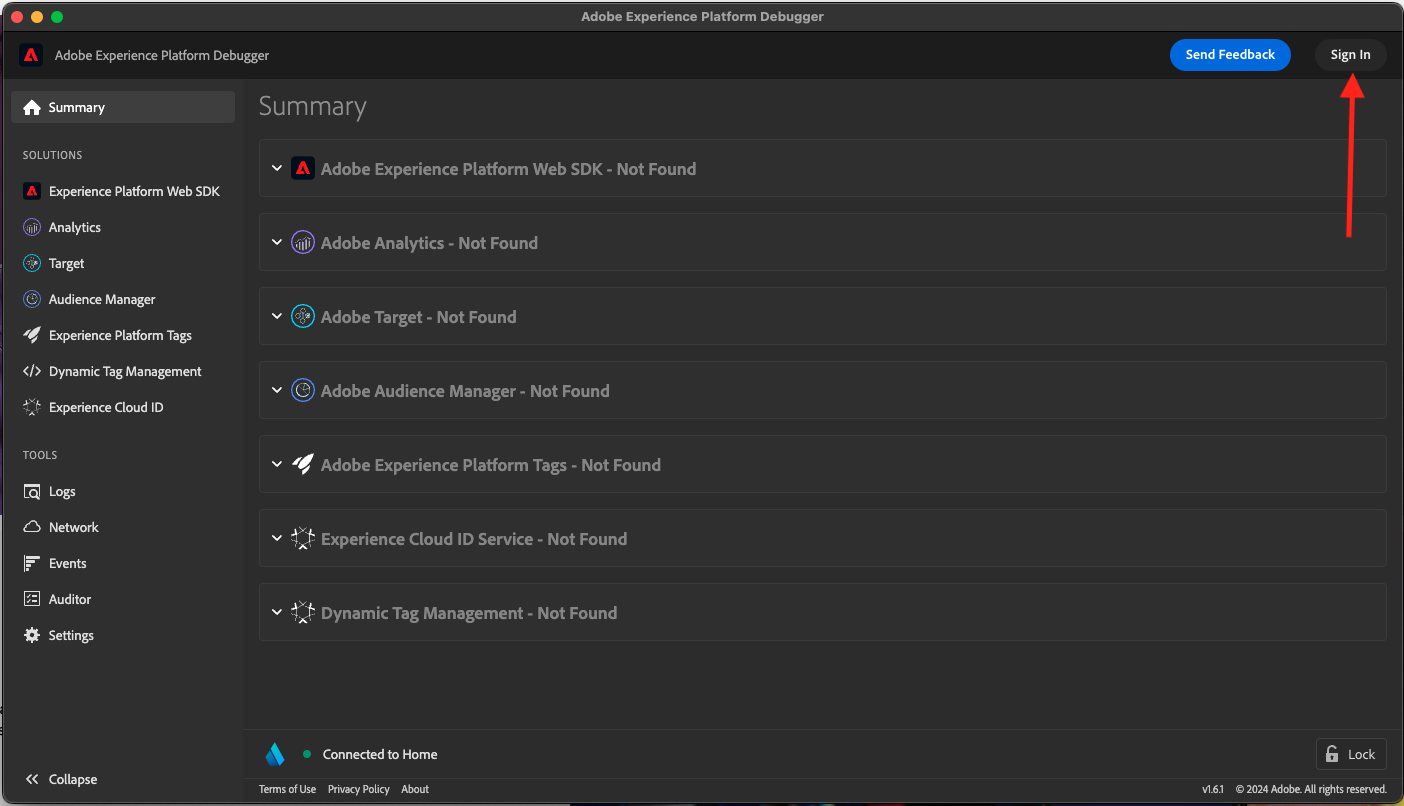 Adobe Experience Platform Debugger
Adobe Experience Platform Debugger
Send Feedback
Sign In
Summary
SOLUTIONS
Experience Platform Web SDK
Analytics
Target
Audience Manager
Experience Platform Tags
Dynamic Tag Management
Experience Cloud ID
TOOLS
Logs
Network
Events
Auditor
Settings
Collapse
Summary
Adobe Experience Platform Web SDK - Not Found
Adobe Analytics - Not Found
Adobe Target - Not Found
Adobe Audience Manager - Not Found
Adobe Experience Platform Tags - Not Found
Experience Cloud ID Service - Not Found
Dynamic Tag Management - Not Found
Connected to Home
Lock
Terms of Use Privacy Policy About
v1.6.1 © 2024 Adobe. All rights reserved.